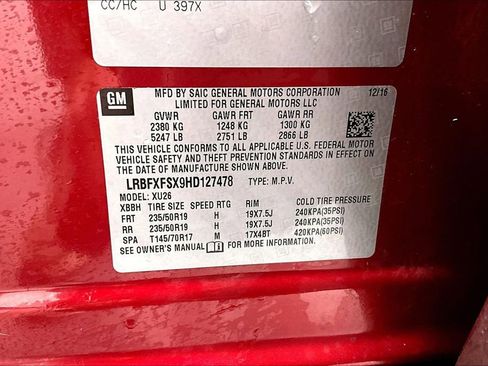 CC/HC U 397X
GM
MFD BY SAIC GENERAL MOTORS CORPORATION 12/16
LIMITED FOR GENERAL MOTORS LLC
GVWR GAWR FRT GAWR RR
2380 KG 1248 KG 1300 KG
5247 LB 2751 LB 2866 LB
THIS VEHICLE CONFORMS TO ALL APPLICABLE U.S. FEDERAL MOTOR
VEHICLE SAFETY AND THEFT PREVENTION STANDARDS IN EFFECT ON
THE DATE OF MANUFACTURE SHOWN ABOVE.
LRBFXFSX9HD127478 TYPE: M.P.V.
MODEL: XU26
XBBH TIRE SIZE SPEED RTG RIM COLD TIRE PRESSURE
FRT 235/50R19 H 19X7.5J 240KPA(35PSI)
RR 235/50R19 H 19X7.5J 240KPA(35PSI)
SPA T145/70R17 M 17X4BT 420KPA(60PSI)
SEE OWNER'S MANUAL FOR MORE INFORMATION.